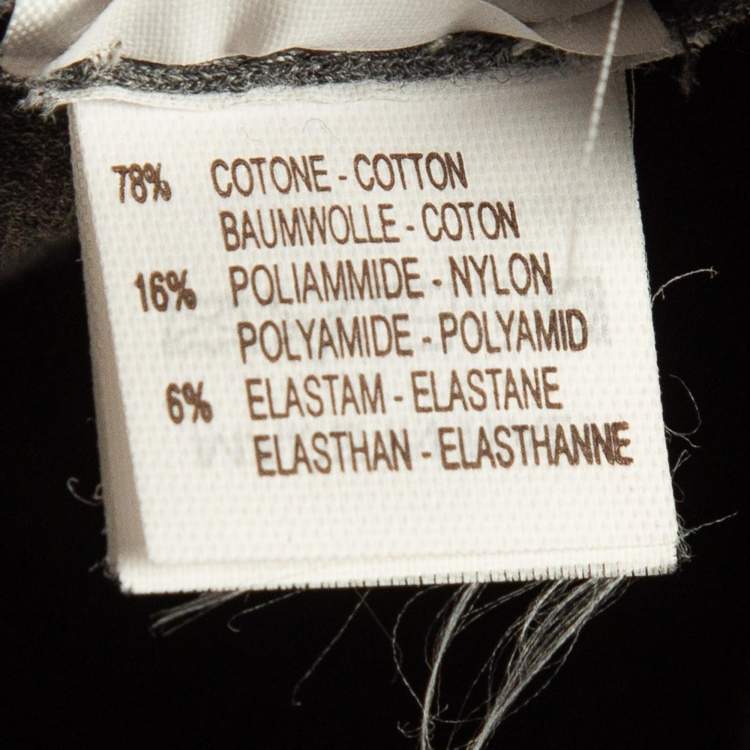 78% COTONE - COTTON
BAUMWOLLE - COTON
16% POLIAMMIDE - NYLON
POLYAMIDE - POLYAMID
6% ELASTAM - ELASTANE
ELASTHAN - ELASTHANNE